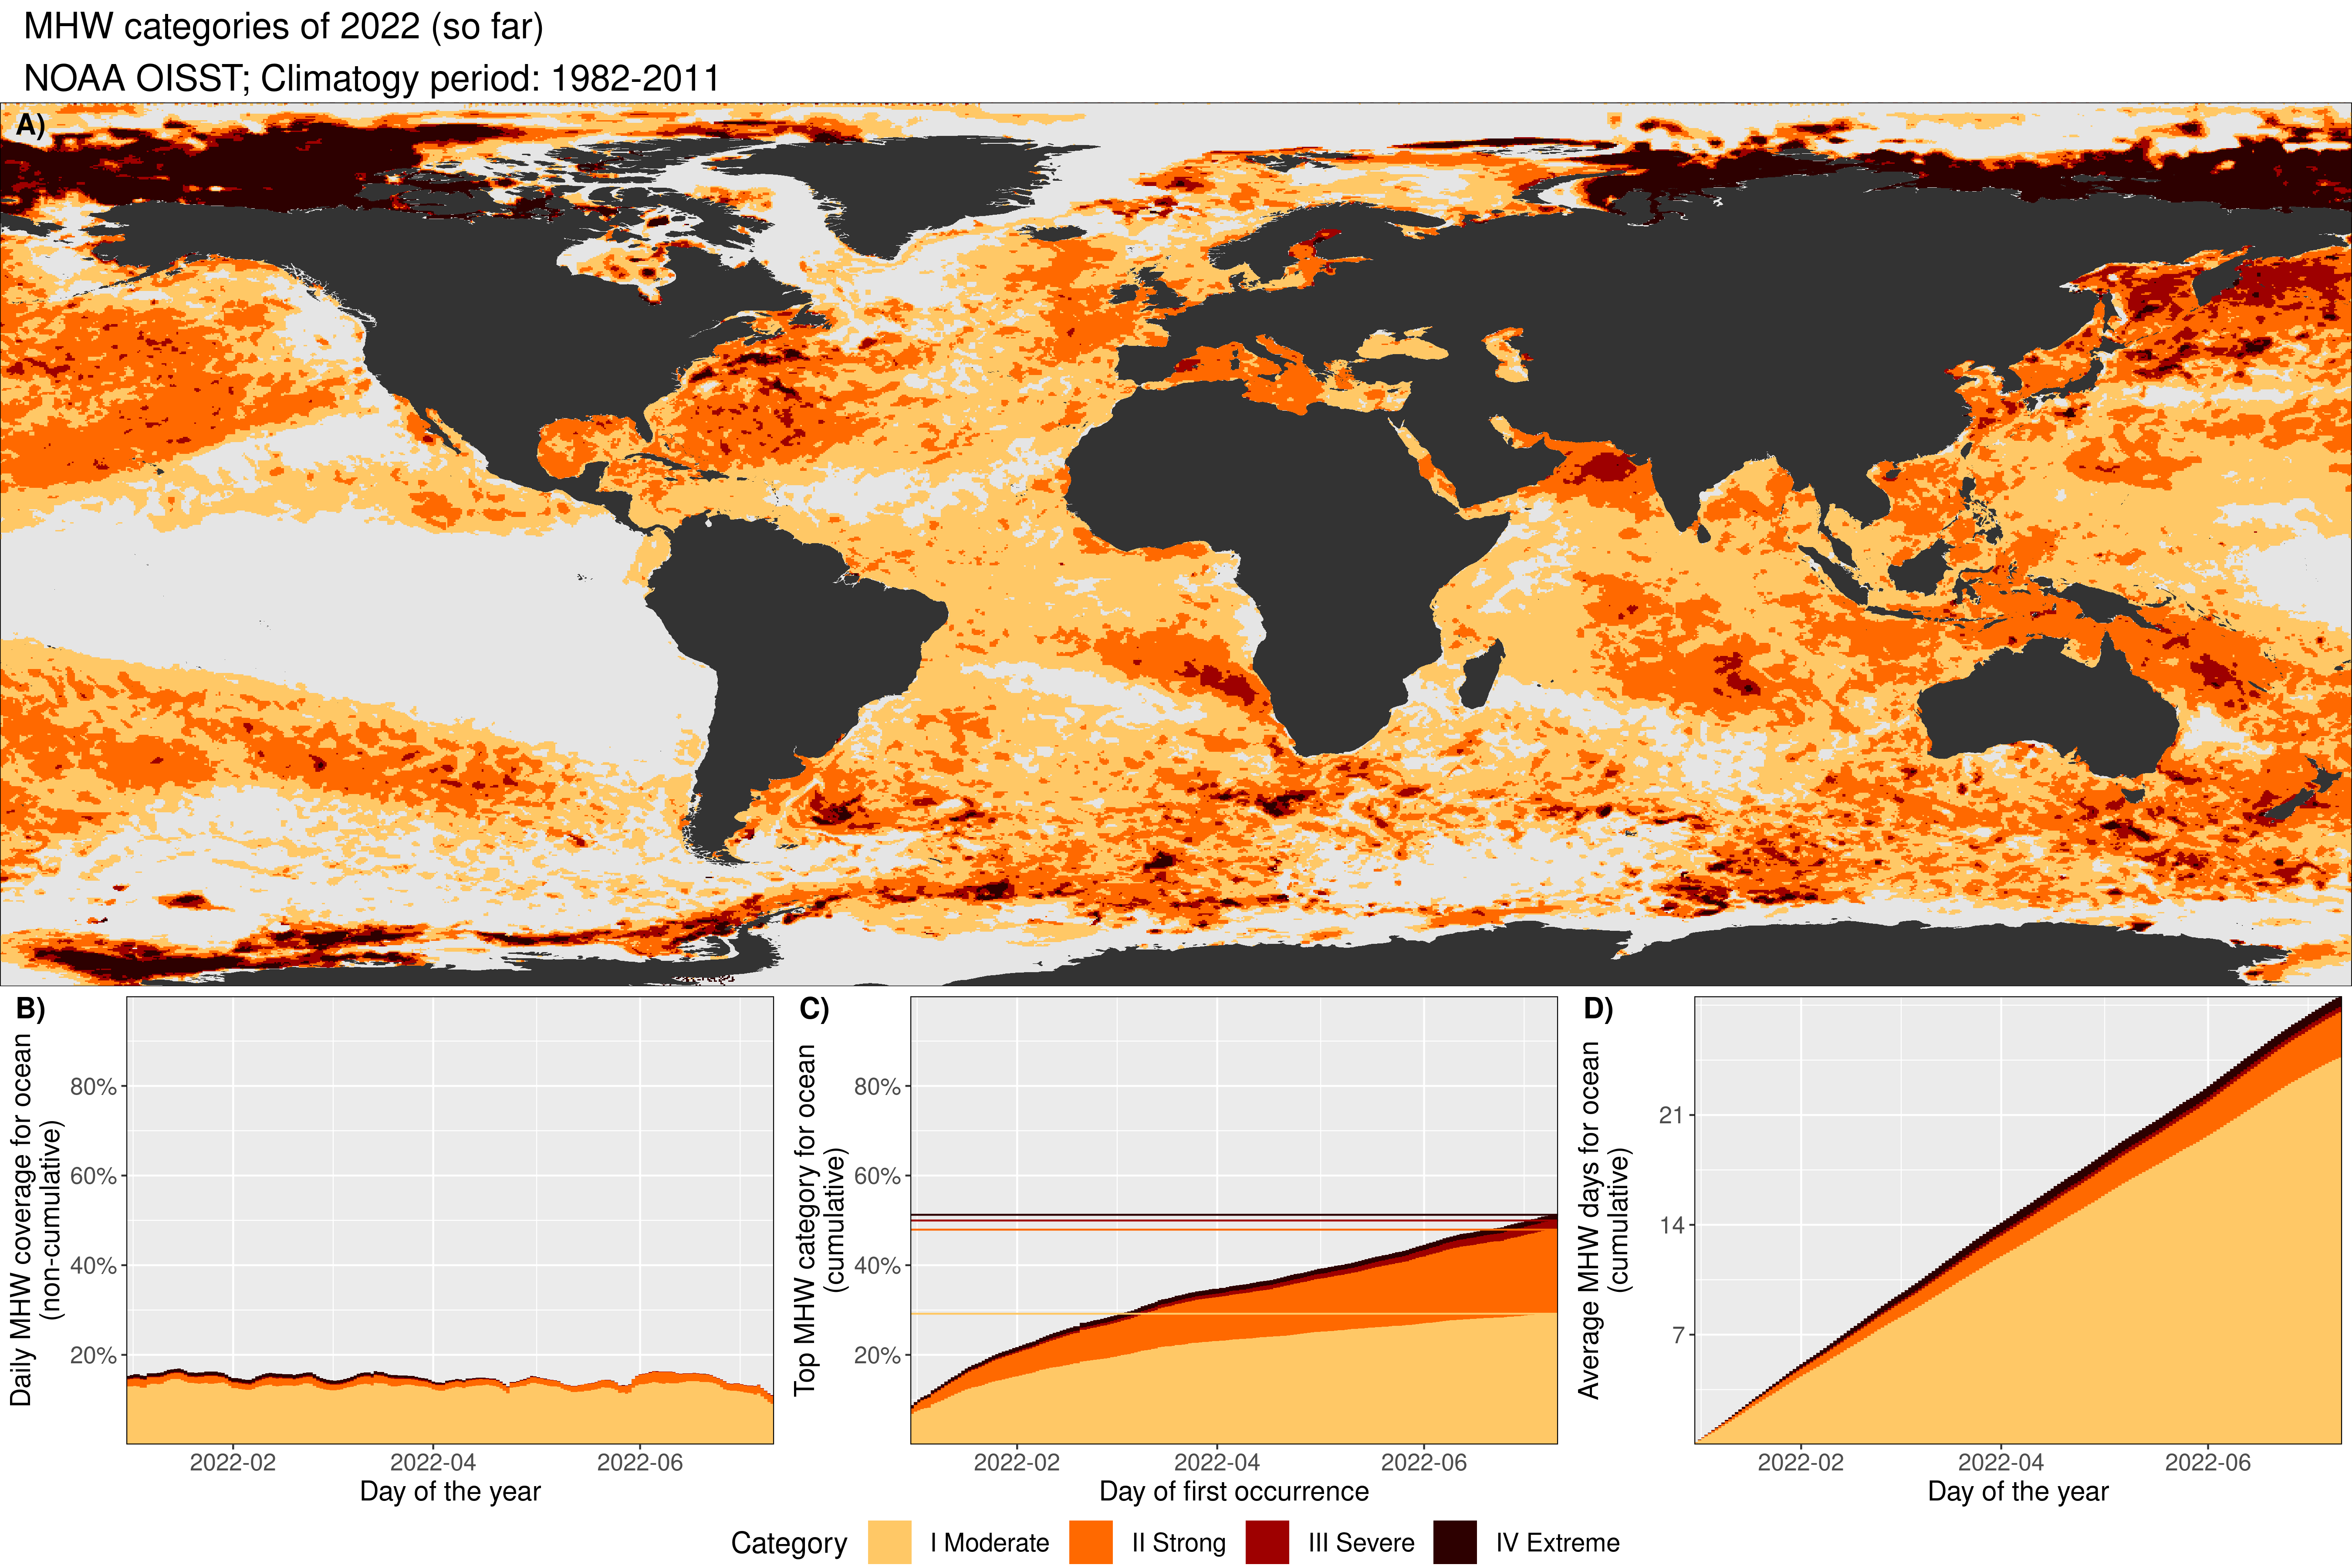 MHW categories of 2022 (so far)
NOAA OISST; Climatogy period: 1982-2011
A)
B)
Daily MHW coverage for ocean
(non-cumulative)
80%
60%
40%
20%
2022-02
2022-04
2022-06
Day of the year
C)
Top MHW category for ocean
(cumulative)
80%
60%
40%
20%
2022-02
2022-04
2022-06
Day of first occurrence
D)
Average MHW days for ocean
(cumulative)
21
14
7
2022-02
2022-04
2022-06
Day of the year
Category
I Moderate
II Strong
III Severe
IV Extreme